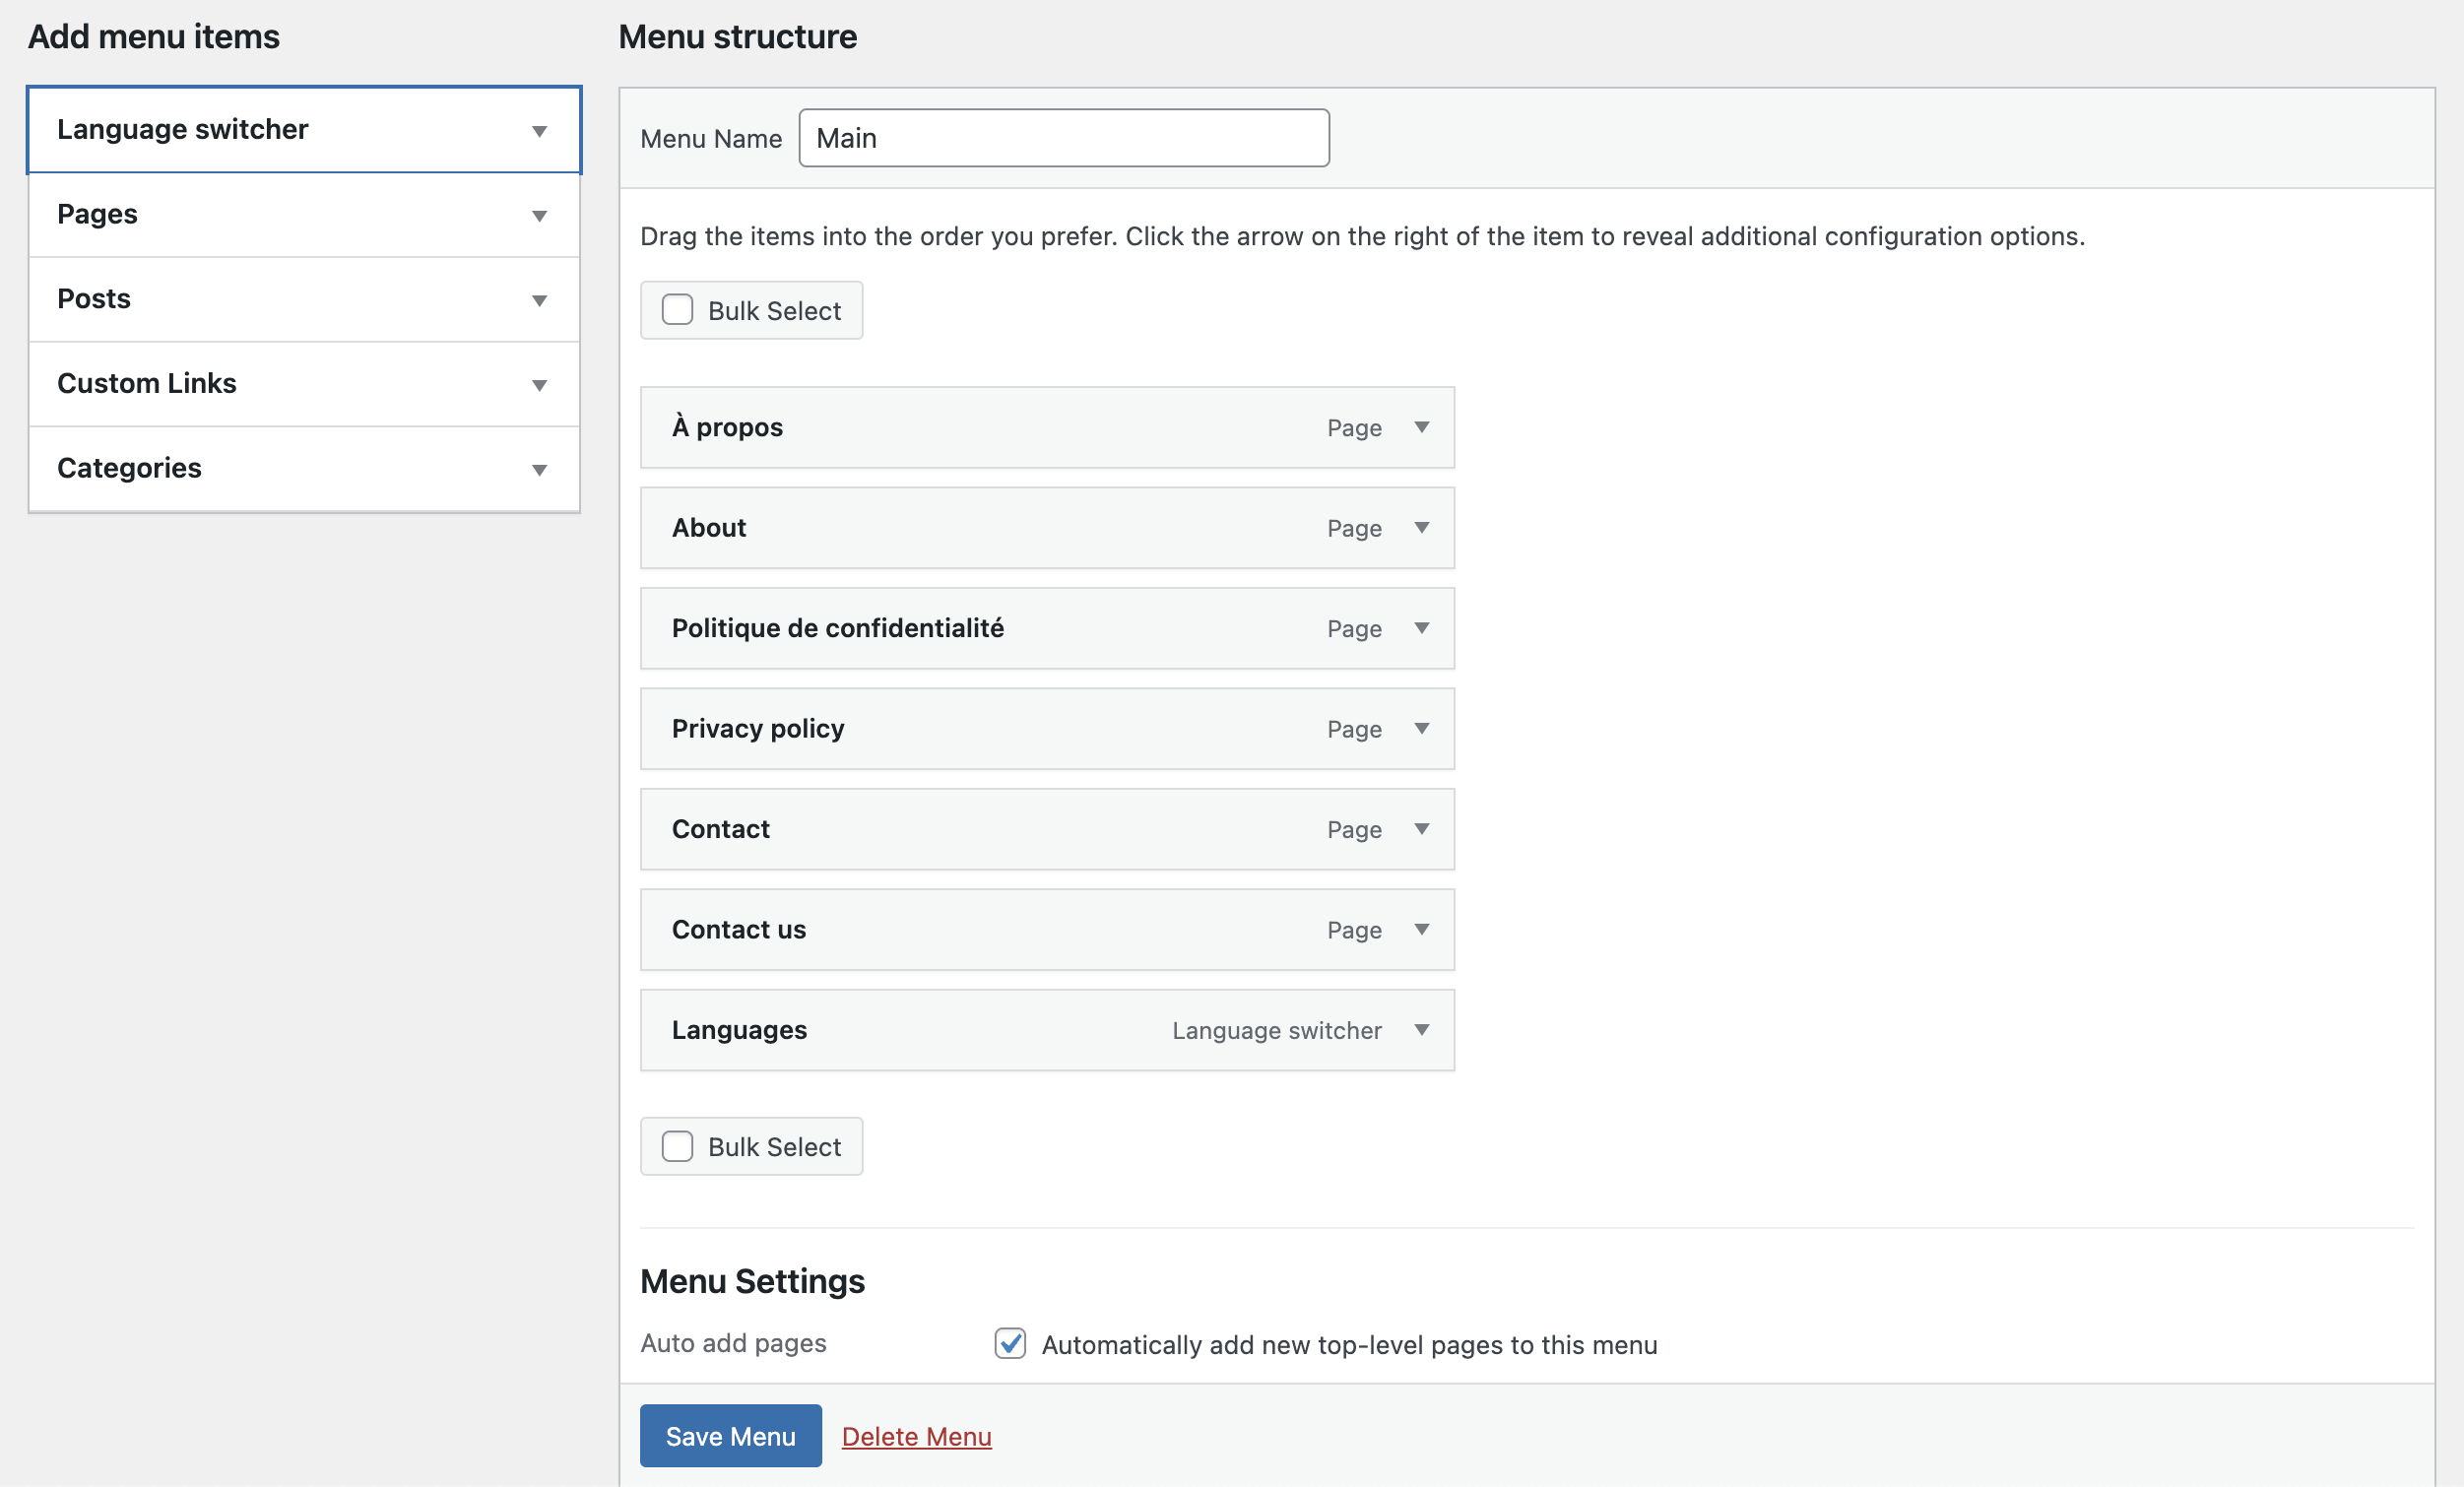 Add menu items
Language switcher
Pages
Posts
Custom Links
Categories
Menu structure
Menu Name Main
Drag the items into the order you prefer. Click the arrow on the right of the item to reveal additional configuration options.
Bulk Select
À propos Page
About Page
Politique de confidentialité Page
Privacy policy Page
Contact Page
Contact us Page
Languages Language switcher
Bulk Select
Menu Settings
Auto add pages Automatically add new top-level pages to this menu
Save Menu Delete Menu